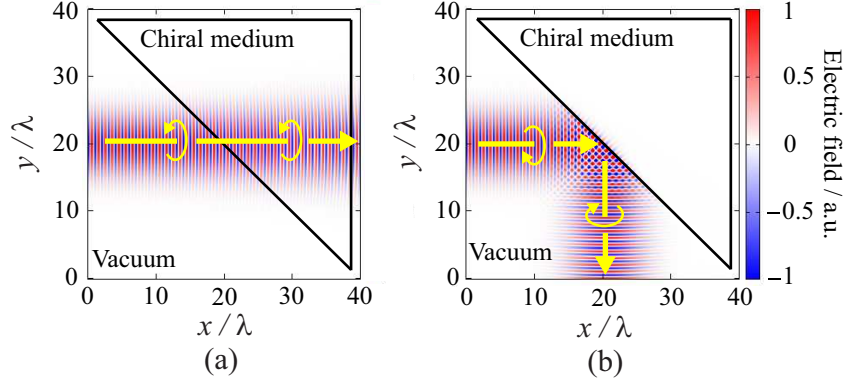 40
30
20
10
0
y / λ
Chiral medium
Vacuum
0 10 20 30 40
x / λ
(a)
40
30
20
10
0
y / λ
Chiral medium
Vacuum
0 10 20 30 40
x / λ
(b)
1
0.5
0
−0.5
−1
Electric field / a.u.